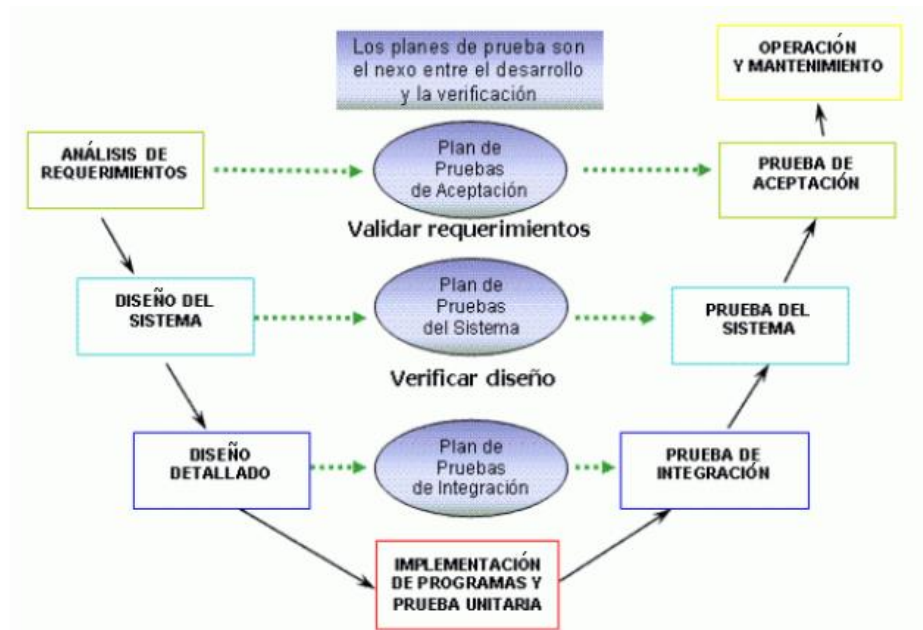 Los planes de prueba son
el nexo entre el desarrollo
y la verificación
OPERACIÓN
Y MANTENIMIENTO
ANÁLISIS DE
REQUERIMIENTOS
Plan de
Pruebas
de Aceptación
PRUEBA DE
ACEPTACIÓN
Validar requerimientos
DISEÑO DEL
SISTEMA
Plan de
Pruebas
del Sistema
PRUEBA DEL
SISTEMA
Verificar diseño
DISEÑO
DETALLADO
Plan de
Pruebas
de Integración
PRUEBA DE
INTEGRACIÓN
IMPLEMENTACIÓN
DE PROGRAMAS Y
PRUEBA UNITARIA